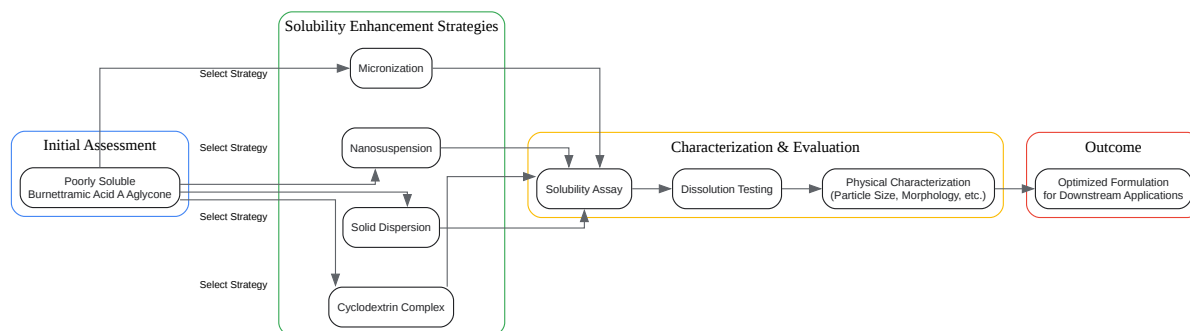 Solubility Enhancement Strategies
Select Strategy
Micronization
Initial Assessment
Poorly Soluble
Burnettramic Acid A Aglycone
Select Strategy
Nanosuspension
Select Strategy
Solid Dispersion
Select Strategy
Cyclodextrin Complex
Characterization & Evaluation
Solubility Assay
Dissolution Testing
Physical Characterization
(Particle Size, Morphology, etc.)
Outcome
Optimized Formulation
for Downstream Applications